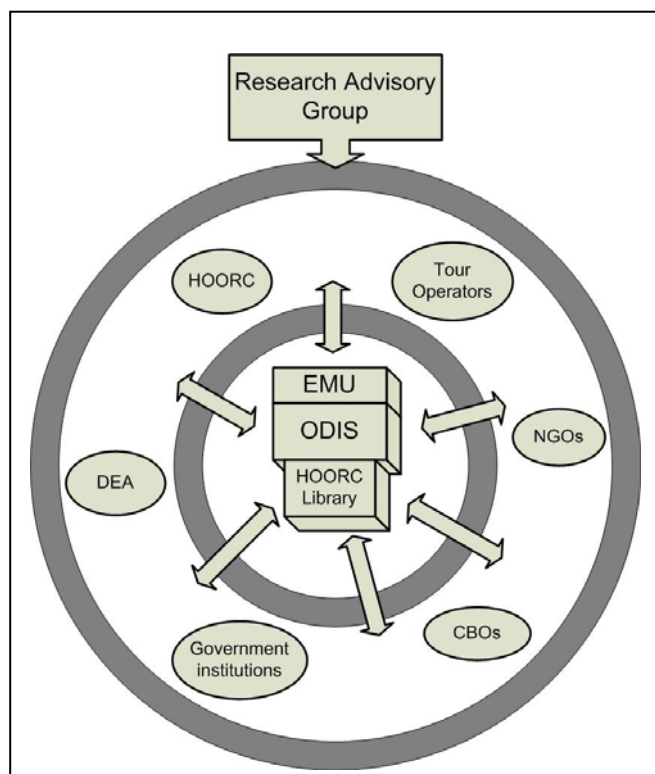 Research Advisory
Group
HOORC
Tour
Operators
EMU
ODIS
HOORC
Library
NGOs
DEA
CBOs
Government
institutions